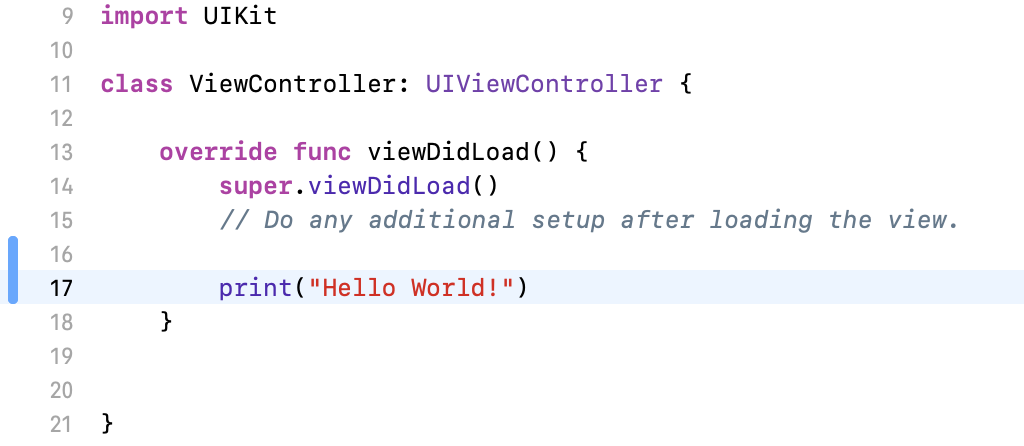 9 import UIKit
10
11 class ViewController: UIViewController {
12
13     override func viewDidLoad() {
14         super.viewDidLoad()
15         // Do any additional setup after loading the view.
16
17         print("Hello World!")
18     }
19
20
21 }